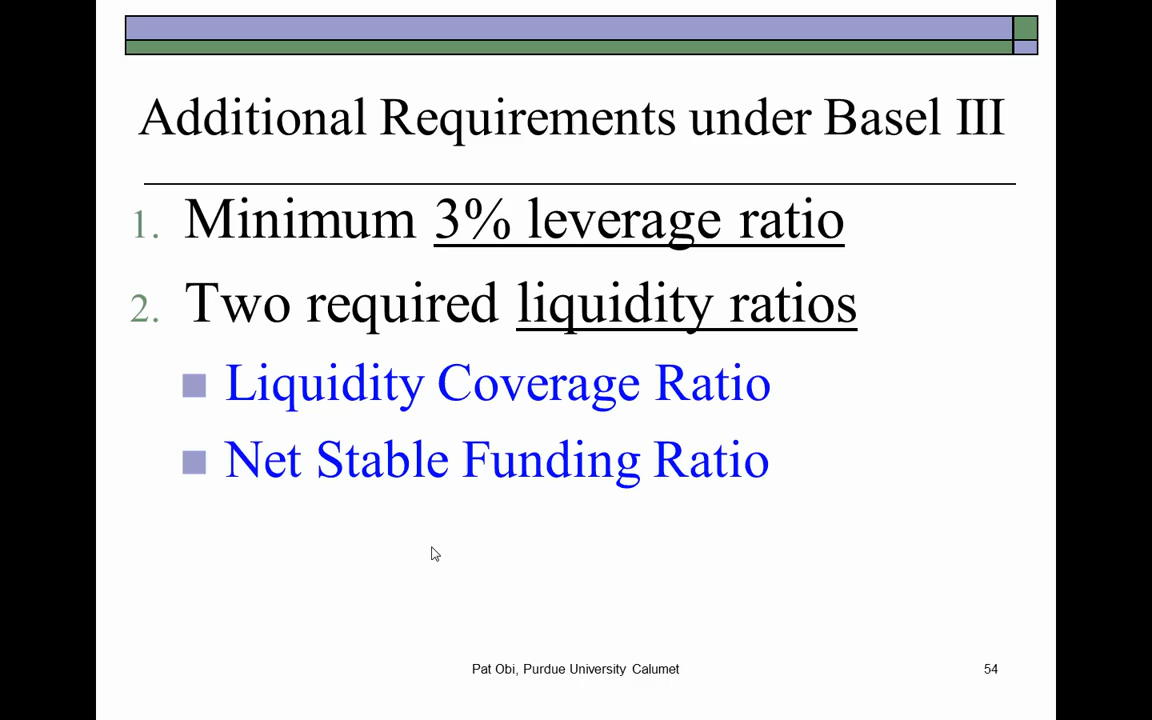 Additional Requirements under Basel III
1. Minimum 3% leverage ratio
2. Two required liquidity ratios
Liquidity Coverage Ratio
Net Stable Funding Ratio
Pat Obi, Purdue University Calumet
54